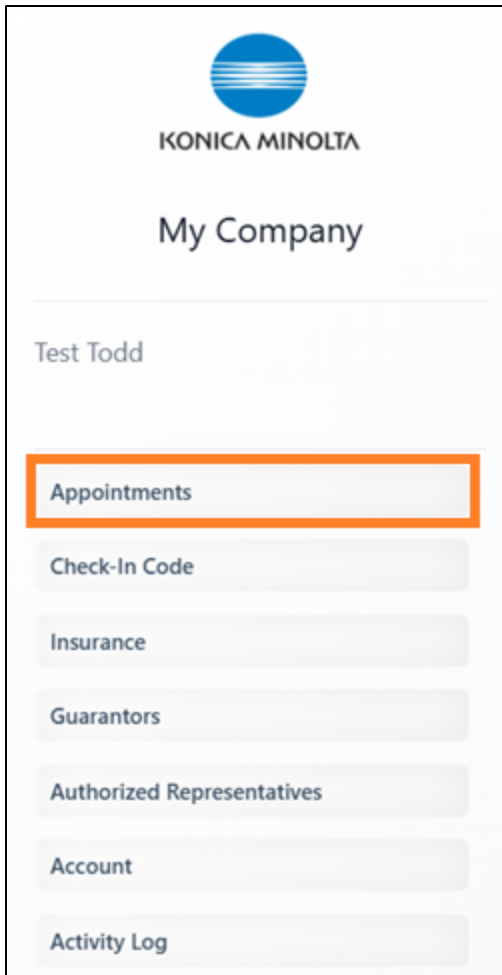 KONICA MINOLTA
My Company
Test Todd
Appointments
Check-In Code
Insurance
Guarantors
Authorized Representatives
Account
Activity Log